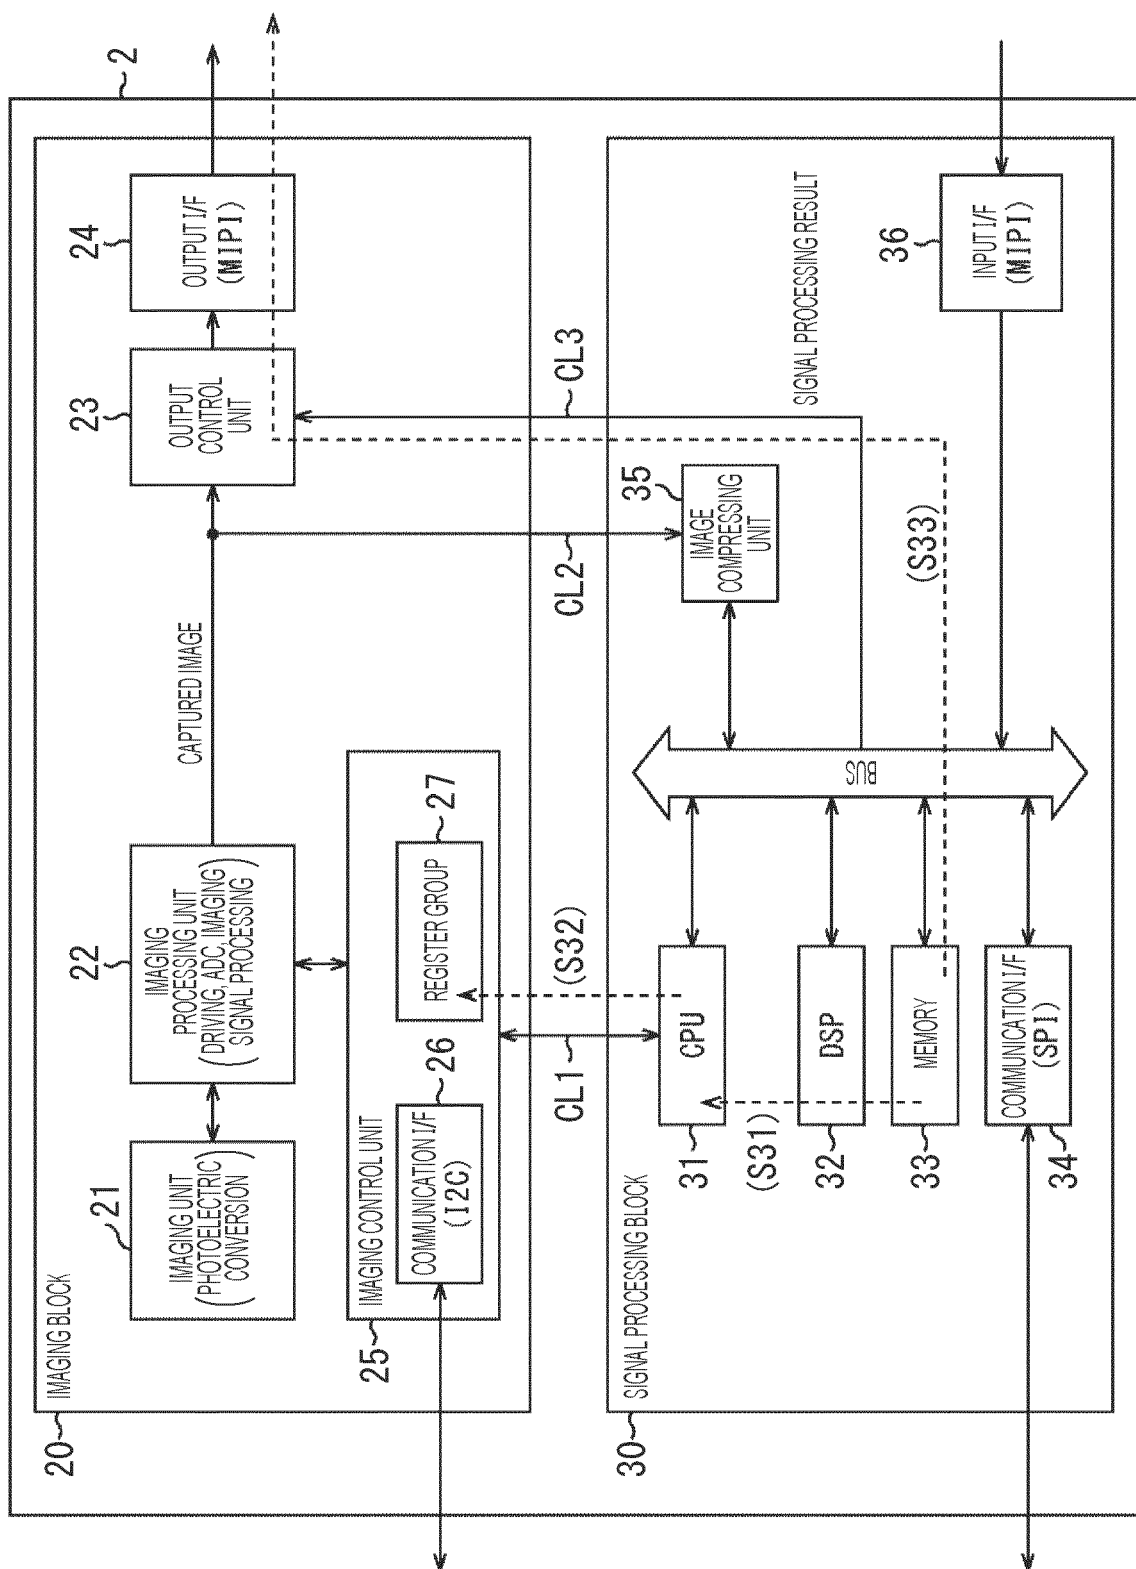 2
20
IMAGING BLOCK
21
IMAGING UNIT
(PHOTOELECTRIC
CONVERSION)
22
IMAGING
PROCESSING UNIT
(DRIVING, ADC, IMAGING
SIGNAL PROCESSING)
CAPTURED IMAGE
23
OUTPUT
CONTROL
UNIT
24
OUTPUT I/F
(MIPI)
25
IMAGING CONTROL UNIT
26
COMMUNICATION I/F
(I2C)
27
REGISTER GROUP
CL1
(S32)
CL2
CL3
30
SIGNAL PROCESSING BLOCK
31
CPU
(S31)
32
DSP
33
MEMORY
34
COMMUNICATION I/F
(SPI)
BUS
35
IMAGE
COMPRESSING
UNIT
(S33)
SIGNAL PROCESSING RESULT
36
INPUT I/F
(MIPI)